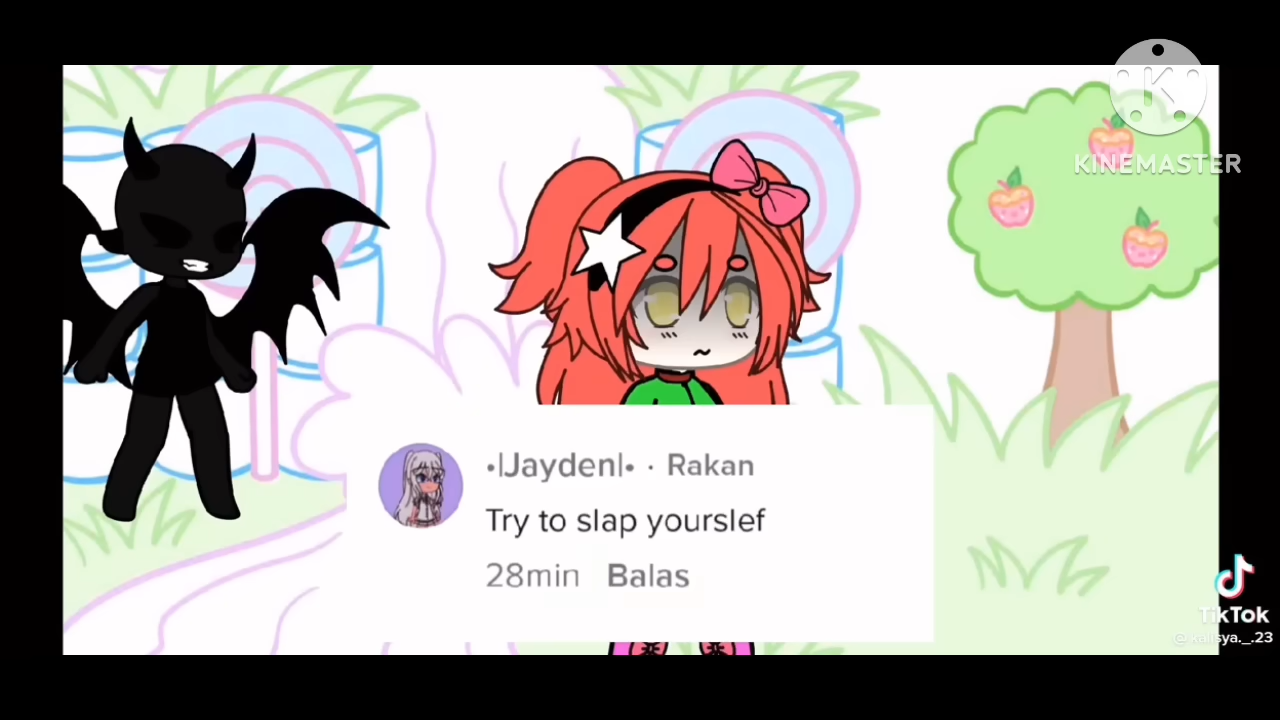 KINEMASTER
•|Jayden|• · Rakan
Try to slap yourslef
28min Balas
TikTok